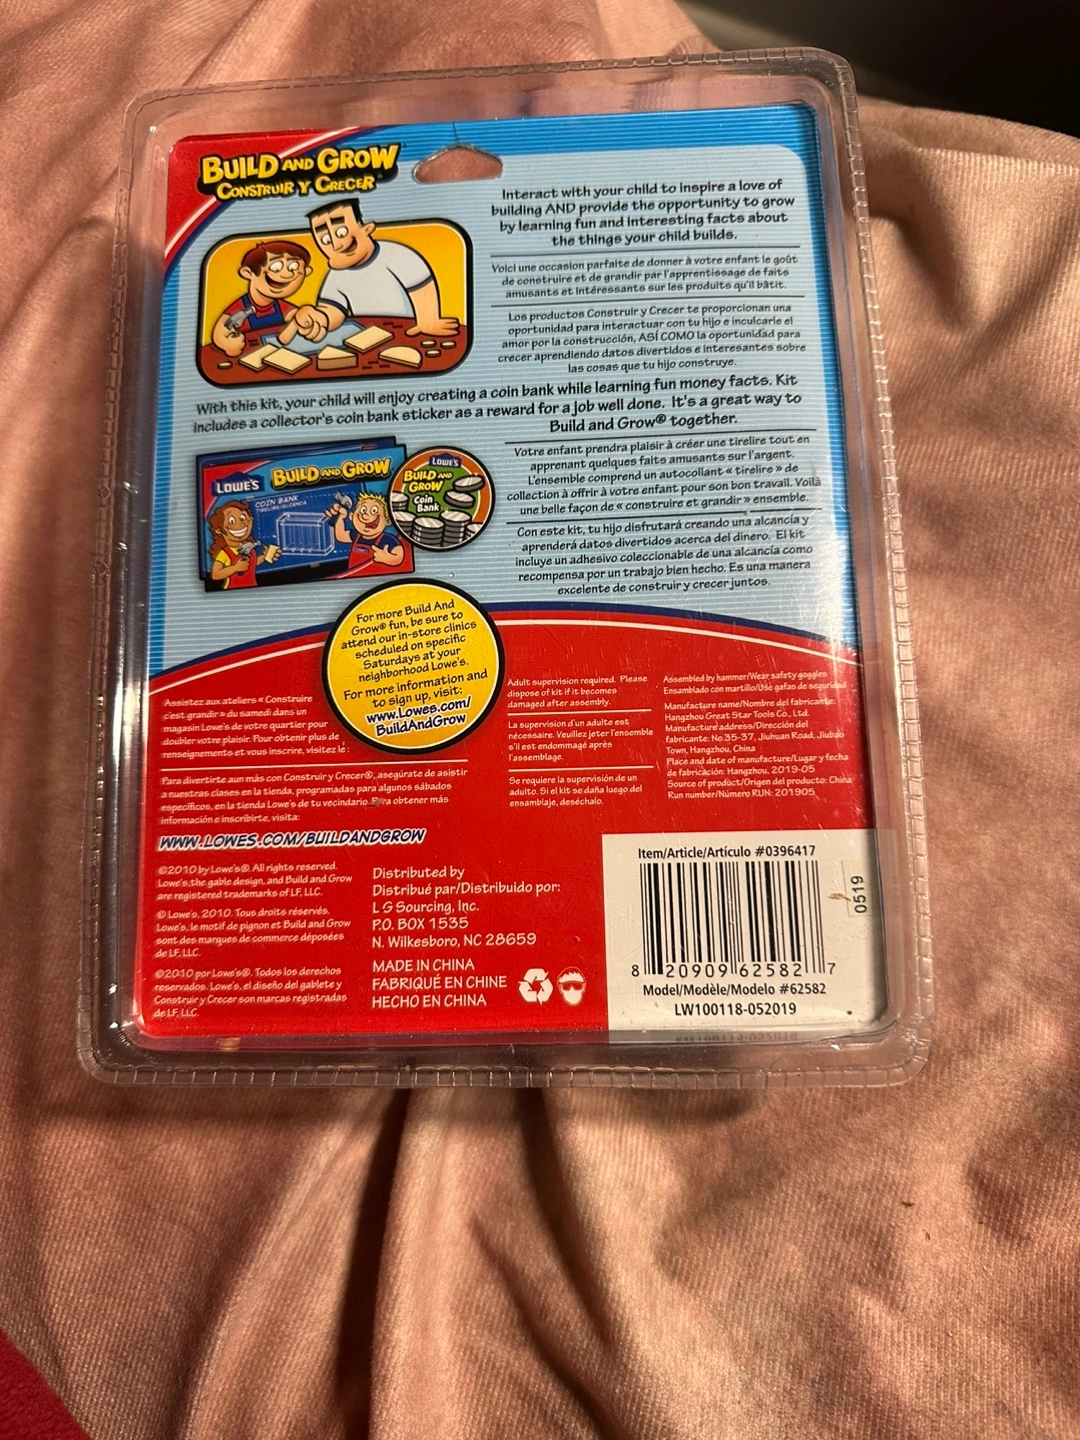 BUILD AND GROW
CONSTRUIR Y CRECER®
Interact with your child to inspire a love of
building AND provide the opportunity to grow
by learning fun and interesting facts about
the things your child builds.
Voici une occasion parfaite de donner à votre enfant le goût
de construire et de grandir par l'apprentissage de faits
amusants et intéressants sur les produits qu'il bâtit.
Los productos Construir y Crecer te proporcionan una
oportunidad para interactuar con tu hijo e inculcarle el
amor por la construcción, ASÍ COMO la oportunidad para
crecer aprendiendo datos divertidos e interesantes sobre
las cosas que tu hijo construye.
With this kit, your child will enjoy creating a coin bank while learning fun money facts. Kit
includes a collector's coin bank sticker as a reward for a job well done. It's a great way to
Build and Grow® together.
LOWE'S
BUILD AND GROW
COIN BANK
TIRELIRE/ALCANCÍA
LOWE'S
BUILD AND
GROW
Coin
Bank
Votre enfant prendra plaisir à créer une tirelire tout en
apprenant quelques faits amusants sur l'argent.
L'ensemble comprend un autocollant « tirelire » de
collection à offrir à votre enfant pour son bon travail. Voilà
une belle façon de « construire et grandir » ensemble.
Con este kit, tu hijo disfrutará creando una alcancía y
aprenderá datos divertidos acerca del dinero. El kit
incluye un adhesivo coleccionable de una alcancía como
recompensa por un trabajo bien hecho. Es una manera
excelente de construir y crecer juntos.
For more Build And
Grow® fun, be sure to
attend our in-store clinics
scheduled on specific
Saturdays at your
neighborhood Lowe's.
For more information and
to sign up, visit:
www.Lowes.com/
BuildAndGrow
Assistez aux ateliers « Construire
c'est grandir » du samedi dans un
magasin Lowe's de votre quartier pour
doubler votre plaisir. Pour obtenir plus de
renseignements et vous inscrire, visitez le :
Para divertirte aun más con Construir y Crecer®, asegúrate de asistir
a nuestras clases en la tienda, programadas para algunos sábados
específicos, en la tienda Lowe's de tu vecindario. Para obtener más
información e inscribirte, visita:
WWW.LOWES.COM/BUILDANDGROW
Adult supervision required. Please
dispose of kit if it becomes
damaged after assembly.
La supervision d'un adulte est
nécessaire. Veuillez jeter l'ensemble
s'il est endommagé après
l'assemblage.
Se requiere la supervisión de un
adulto. Si el kit se daña luego del
ensamblaje, deséchalo.
Assembled by hammer/Wear safety goggles
Ensamblado con martillo/Use gafas de seguridad
Manufacture name/Nombre del fabricante:
Hangzhou Great Star Tools Co., Ltd.
Manufacture address/Dirección del
fabricante: No.35-37, Jiuhuan Road, Jiubao
Town, Hangzhou, China
Place and date of manufacture/Lugar y fecha
de fabricación: Hangzhou, 2019-05
Source of product/Origen del producto: China
Run number/Número RUN: 201905
©2010 by Lowe's®. All rights reserved.
Lowe's, the gable design, and Build and Grow
are registered trademarks of LF, LLC.
© Lowe's, 2010. Tous droits réservés.
Lowe's, le motif de pignon et Build and Grow
sont des marques de commerce déposées
de LF, LLC.
©2010 por Lowe's®. Todos los derechos
reservados. Lowe's, el diseño del gablete y
Construir y Crecer son marcas registradas
de LF, LLC.
Distributed by
Distribué par/Distribuido por:
L G Sourcing, Inc.
P.O. BOX 1535
N. Wilkesboro, NC 28659
MADE IN CHINA
FABRIQUÉ EN CHINE
HECHO EN CHINA
Item/Article/Artículo #0396417
0519
8 20909 62582 7
Model/Modèle/Modelo #62582
LW100118-052019